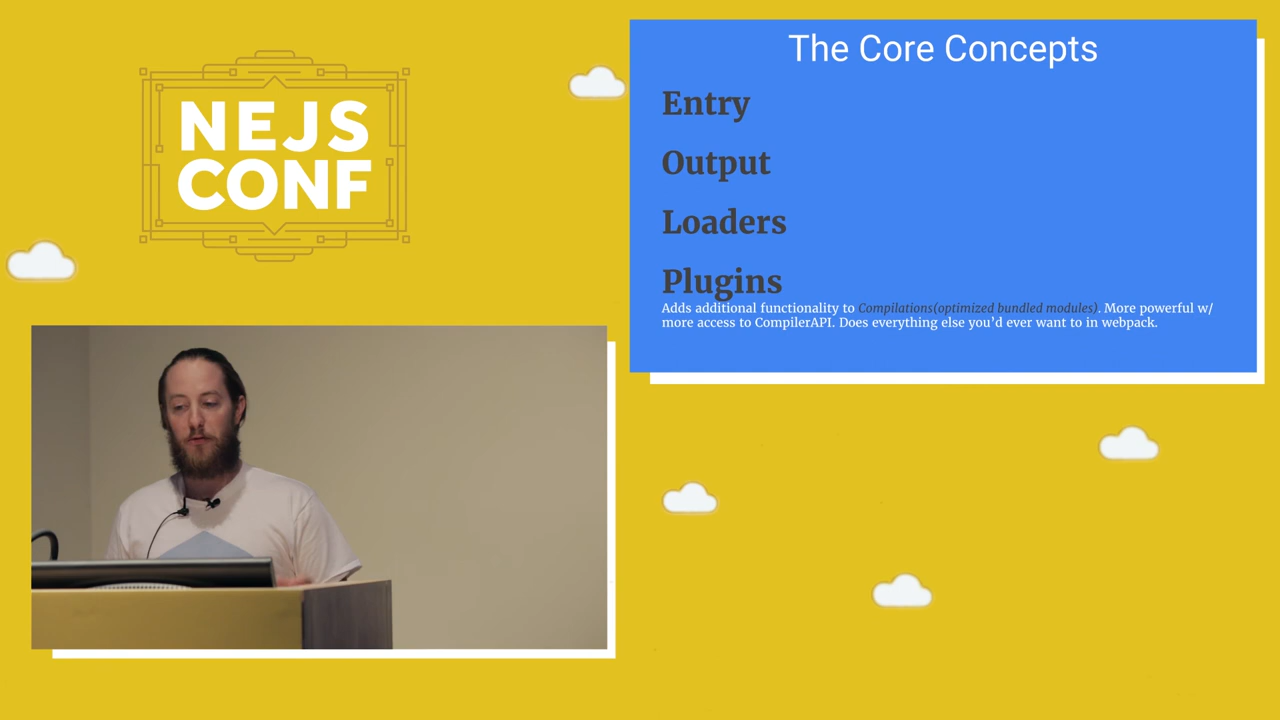 NEJS
CONF
The Core Concepts
Entry
Output
Loaders
Plugins
Adds additional functionality to Compilations(optimized bundled modules). More powerful w/
more access to CompilerAPI. Does everything else you’d ever want to in webpack.